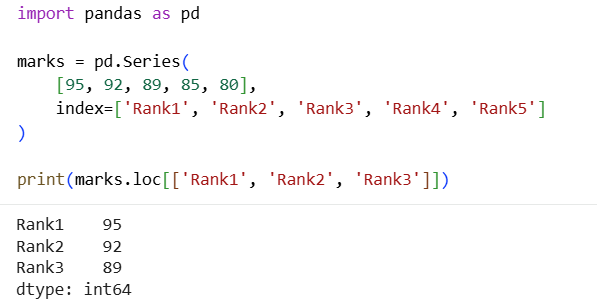 import pandas as pd
marks = pd.Series(
    [95, 92, 89, 85, 80],
    index=['Rank1', 'Rank2', 'Rank3', 'Rank4', 'Rank5']
)
print(marks.loc[['Rank1', 'Rank2', 'Rank3']])
Rank1    95
Rank2    92
Rank3    89
dtype: int64